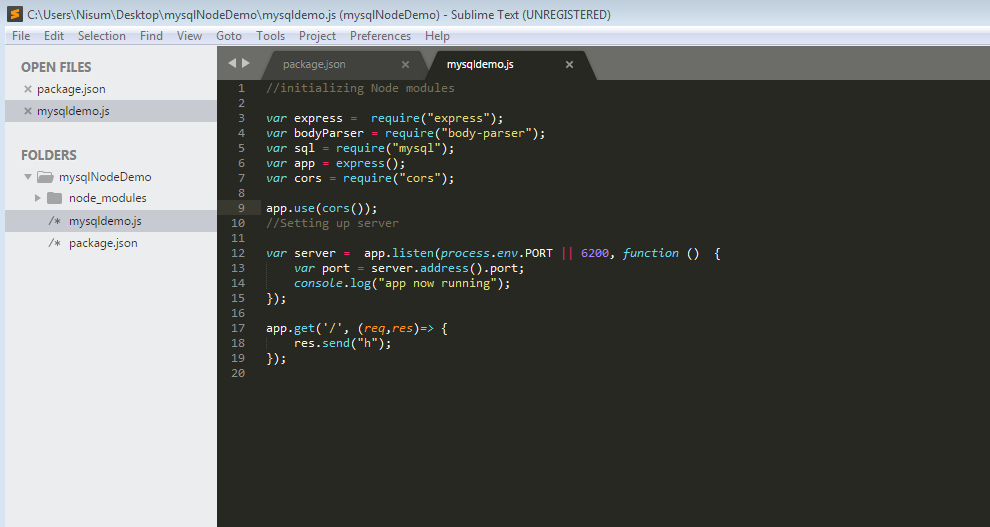 C:\Users\Nisum\Desktop\mysqlNodeDemo\mysqldemo.js (mysqlNodeDemo) - Sublime Text (UNREGISTERED)
File Edit Selection Find View Goto Tools Project Preferences Help
OPEN FILES
package.json
mysqldemo.js
FOLDERS
mysqlNodeDemo
node_modules
/* mysqldemo.js
/* package.json
package.json mysqldemo.js
1 //initializing Node modules
2
3 var express =  require("express");
4 var bodyParser = require("body-parser");
5 var sql = require("mysql");
6 var app = express();
7 var cors = require("cors");
8
9 app.use(cors());
10 //Setting up server
11
12 var server =  app.listen(process.env.PORT || 6200, function ()  {
13     var port = server.address().port;
14     console.log("app now running");
15 });
16
17 app.get('/', (req,res)=> {
18     res.send("h");
19 });
20